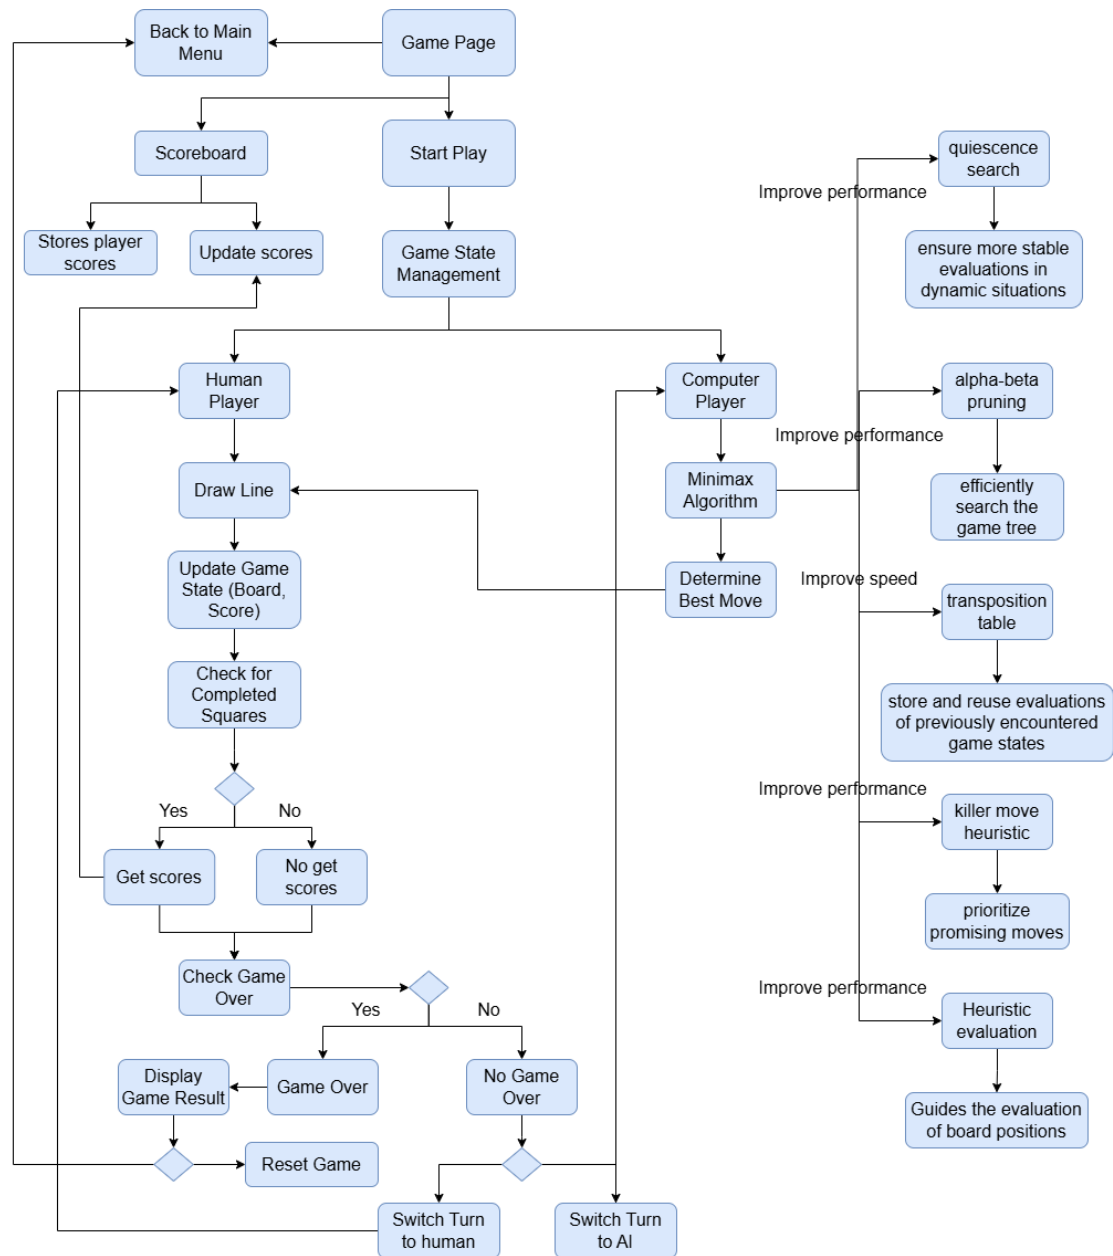 Back to Main
Menu
Game Page
Scoreboard
Start Play
quiescence
search
Improve performance
Stores player
scores
Update scores
Game State
Management
ensure more stable
evaluations in
dynamic situations
Human
Player
Computer
Player
alpha-beta
pruning
Improve performance
Draw Line
Minimax
Algorithm
efficiently
search the
game tree
Update Game
State (Board,
Score)
Determine
Best Move
Improve speed
transposition
table
Check for
Completed
Squares
store and reuse evaluations
of previously encountered
game states
Yes
No
Improve performance
killer move
heuristic
Get scores
No get
scores
prioritize
promising moves
Check Game
Over
Improve performance
Yes
No
Heuristic
evaluation
Display
Game Result
Game Over
No Game
Over
Guides the evaluation
of board positions
Reset Game
Switch Turn
to human
Switch Turn
to AI